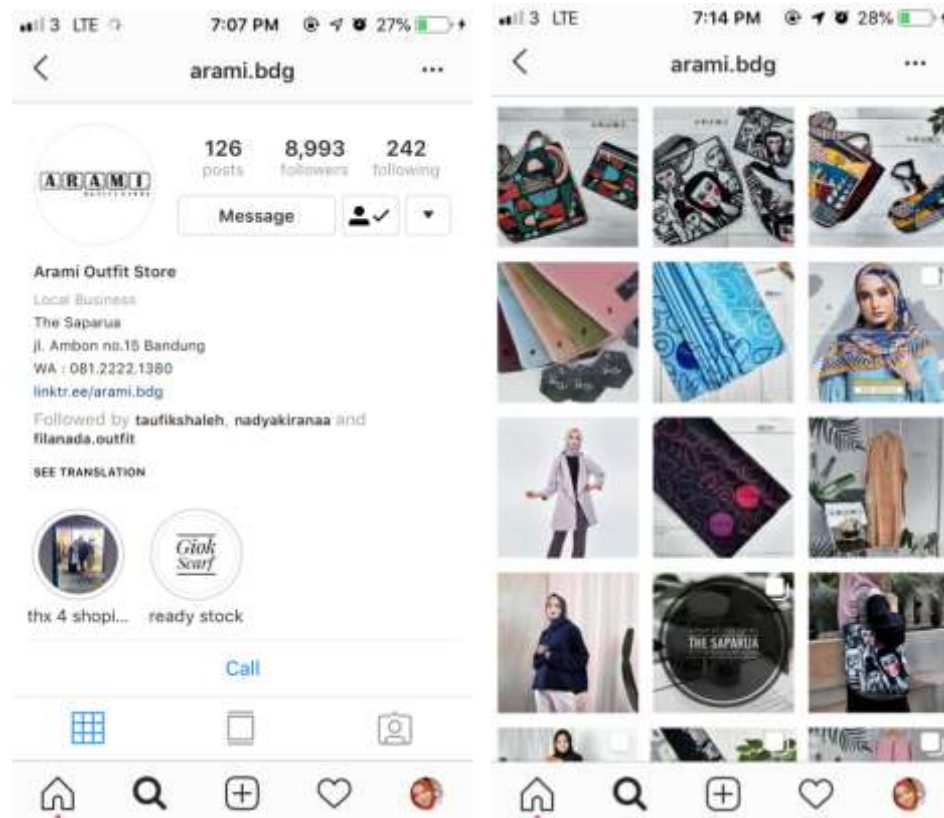 3 LTE 7:07 PM 27%
arami.bdg
ARAMI
126 8,993 242
posts followers following
Message
Arami Outfit Store
Local Business
The Saparua
jl. Ambon no.15 Bandung
WA : 081.2222.1380
linktr.ee/arami.bdg
Followed by taufikshaleh, nadyakiranaa and
filanada.outfit
SEE TRANSLATION
Giok
Scarf
thx 4 shopi... ready stock
Call
3 LTE 7:14 PM 28%
arami.bdg
THE SAPARUA